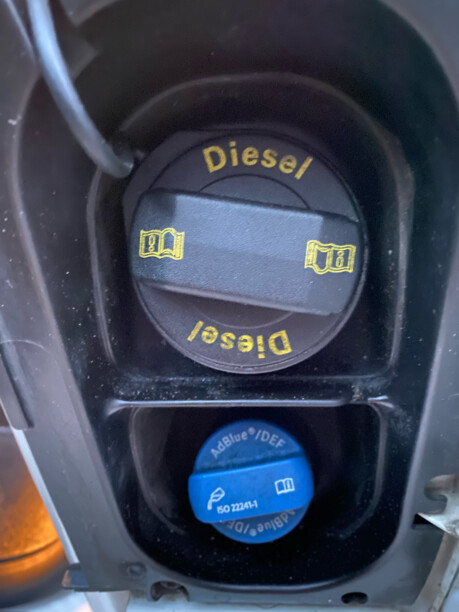 Diesel
Diesel
AdBlue®/DEF
ISO 22241-1
AdBlue®/DEF